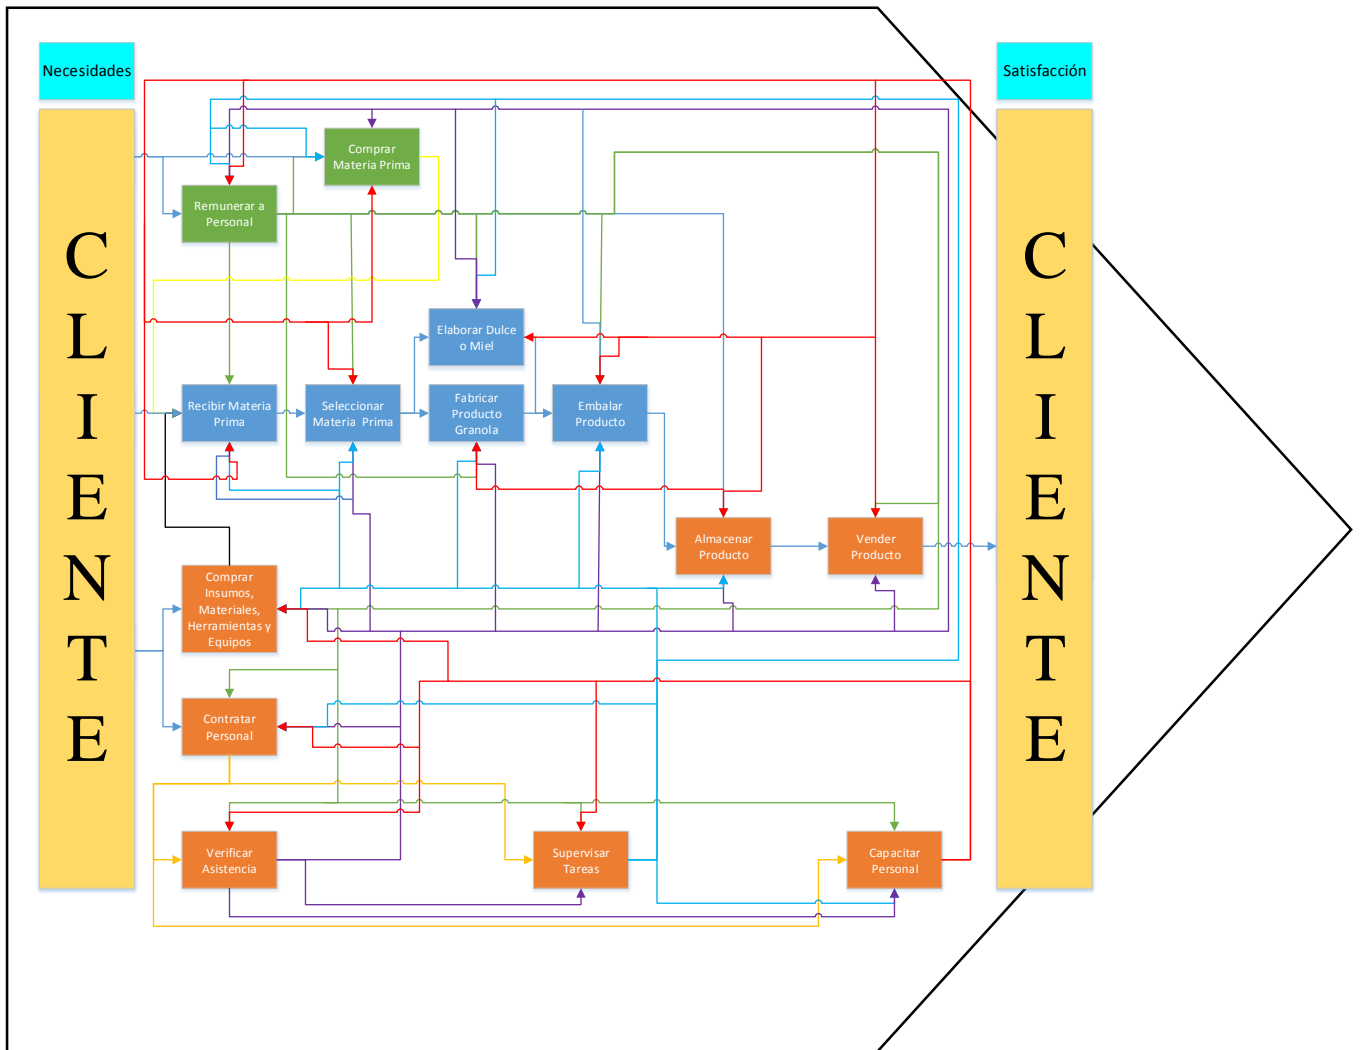 Necesidades
Satisfacción
C
L
I
E
N
T
E
Comprar
Materia Prima
Remunerar a
Personal
Elaborar Dulce
o Miel
Recibir Materia
Prima
Seleccionar
Materia Prima
Fabricar
Producto
Granola
Embalar
Producto
Almacenar
Producto
Vender
Producto
Comprar
Insumos,
Materiales,
Herramientas y
Equipos
Contratar
Personal
Verificar
Asistencia
Supervisar
Tareas
Capacitar
Personal
C
L
I
E
N
T
E